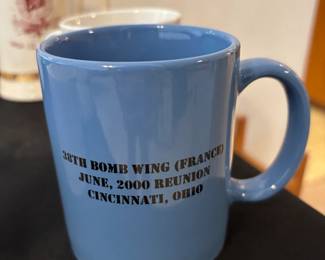 38TH BOMB WING (FRANCE)
JUNE, 2000 REUNION
CINCINNATI, OHIO